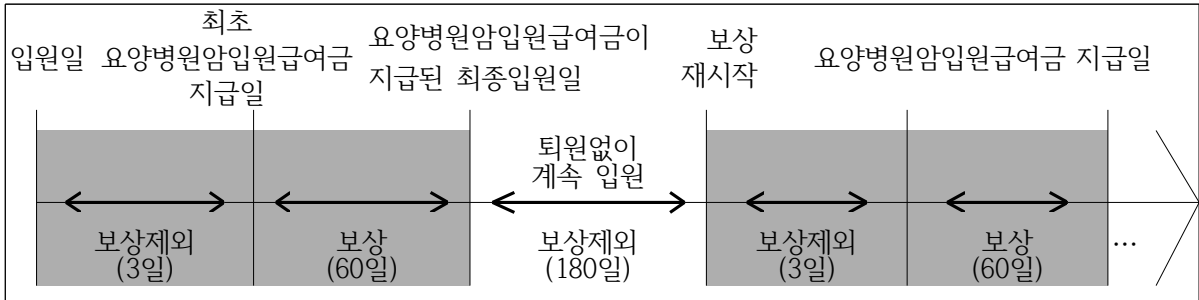 입원일
최초
요양병원암입원급여금
지급일
요양병원암입원급여금이
지급된 최종입원일
보상
재시작
요양병원암입원급여금 지급일
퇴원없이
계속 입원
보상제외
(3일)
보상
(60일)
보상제외
(180일)
보상제외
(3일)
보상
(60일)
…